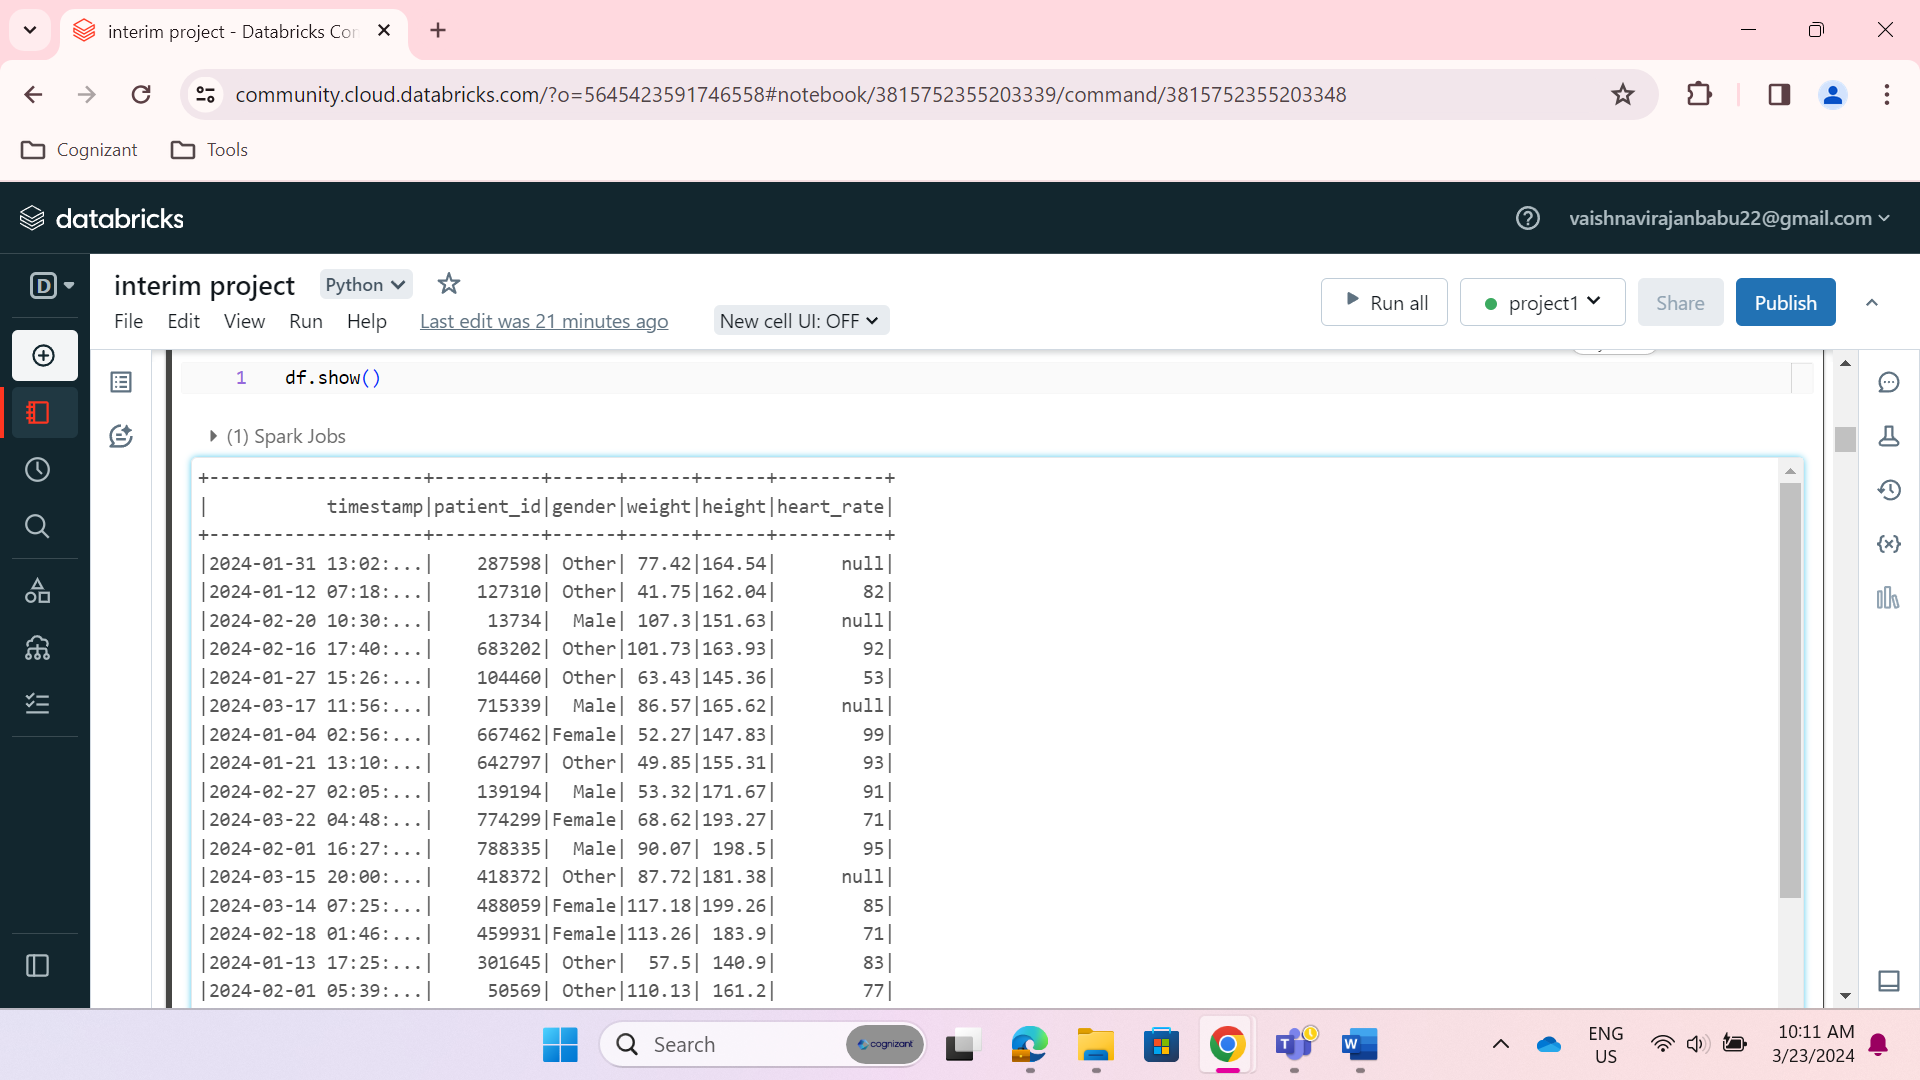 interim project - Databricks Co
community.cloud.databricks.com/?o=5645423591746558#notebook/3815752355203339/command/3815752355203348
Cognizant
Tools
databricks
vaishnavirajanbabu22@gmail.com
D
interim project
Python
Run all
project1
Share
Publish
File
Edit
View
Run
Help
Last edit was 21 minutes ago
New cell UI: OFF
1 df.show()
(1) Spark Jobs
+--------------------+----------+------+------+------+----------+
|           timestamp|patient_id|gender|weight|height|heart_rate|
+--------------------+----------+------+------+------+----------+
|2024-01-31 13:02:...|    287598| Other| 77.42|164.54|      null|
|2024-01-12 07:18:...|    127310| Other| 41.75|162.04|        82|
|2024-02-20 10:30:...|     13734|  Male| 107.3|151.63|      null|
|2024-02-16 17:40:...|    683202| Other|101.73|163.93|        92|
|2024-01-27 15:26:...|    104460| Other| 63.43|145.36|        53|
|2024-03-17 11:56:...|    715339|  Male| 86.57|165.62|      null|
|2024-01-04 02:56:...|    667462|Female| 52.27|147.83|        99|
|2024-01-21 13:10:...|    642797| Other| 49.85|155.31|        93|
|2024-02-27 02:05:...|    139194|  Male| 53.32|171.67|        91|
|2024-03-22 04:48:...|    774299|Female| 68.62|193.27|        71|
|2024-02-01 16:27:...|    788335|  Male| 90.07| 198.5|        95|
|2024-03-15 20:00:...|    418372| Other| 87.72|181.38|      null|
|2024-03-14 07:25:...|    488059|Female|117.18|199.26|        85|
|2024-02-18 01:46:...|    459931|Female|113.26| 183.9|        71|
|2024-01-13 17:25:...|    301645| Other|  57.5| 140.9|        83|
|2024-02-01 05:39:...|     50569| Other|110.13| 161.2|        77|
Search
cognizant
ENG
US
10:11 AM
3/23/2024